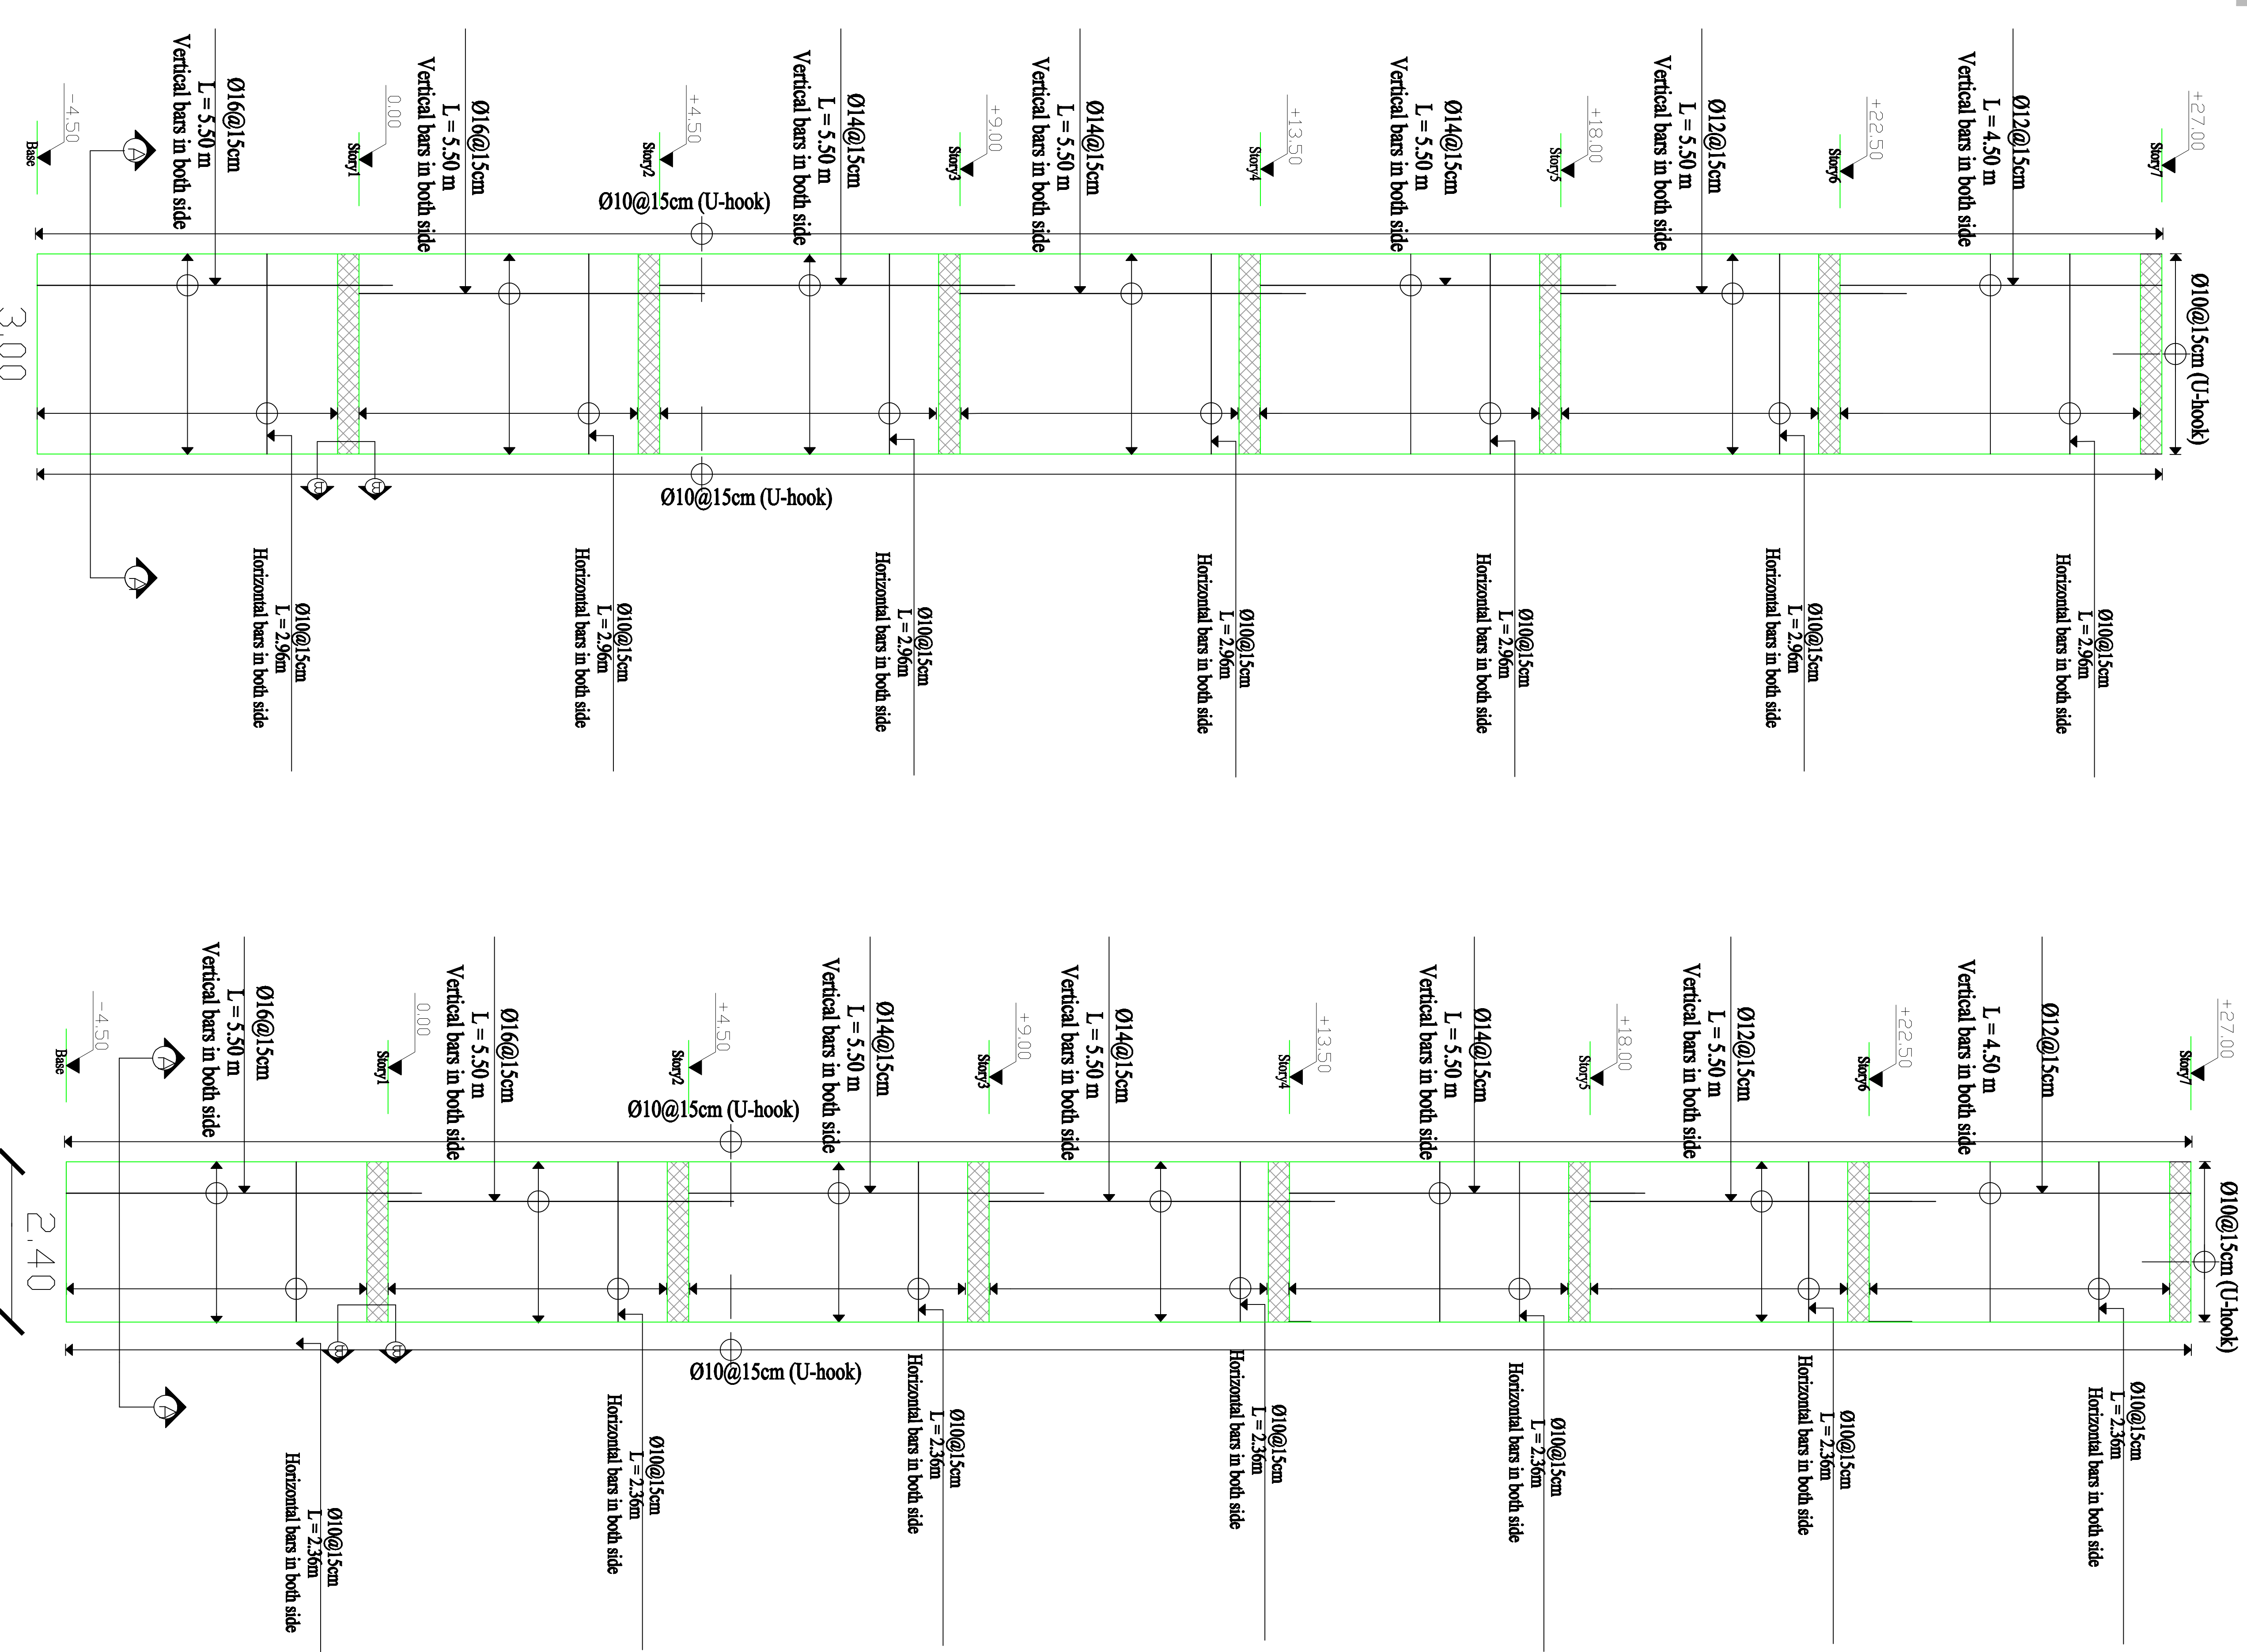 +27.00
Story7
Ø10@15cm (U-hook)
Ø12@15cm
L = 4.50 m
Vertical bars in both side
Ø10@15cm
L = 2.96m
Horizontal bars in both side
+22.50
Story6
Ø12@15cm
L = 5.50 m
Vertical bars in both side
Ø10@15cm
L = 2.96m
Horizontal bars in both side
+18.00
Story5
Ø14@15cm
L = 5.50 m
Vertical bars in both side
Ø10@15cm
L = 2.96m
Horizontal bars in both side
+13.50
Story4
Ø14@15cm
L = 5.50 m
Vertical bars in both side
Ø10@15cm
L = 2.96m
Horizontal bars in both side
+9.00
Story3
Ø14@15cm
L = 5.50 m
Vertical bars in both side
Ø10@15cm
L = 2.96m
Horizontal bars in both side
+4.50
Story2
Ø10@15cm (U-hook)
Ø10@15cm (U-hook)
Ø16@15cm
L = 5.50 m
Vertical bars in both side
Ø10@15cm
L = 2.96m
Horizontal bars in both side
0.00
Story1
B
B
Ø16@15cm
L = 5.50 m
Vertical bars in both side
Ø10@15cm
L = 2.96m
Horizontal bars in both side
A
A
-4.50
Base
3.00
+27.00
Story7
Ø10@15cm (U-hook)
Ø12@15cm
L = 4.50 m
Vertical bars in both side
Ø10@15cm
L = 2.36m
Horizontal bars in both side
+22.50
Story6
Ø12@15cm
L = 5.50 m
Vertical bars in both side
Ø10@15cm
L = 2.36m
Horizontal bars in both side
+18.00
Story5
Ø14@15cm
L = 5.50 m
Vertical bars in both side
Ø10@15cm
L = 2.36m
Horizontal bars in both side
+13.50
Story4
Ø14@15cm
L = 5.50 m
Vertical bars in both side
Ø10@15cm
L = 2.36m
Horizontal bars in both side
+9.00
Story3
Ø14@15cm
L = 5.50 m
Vertical bars in both side
Ø10@15cm
L = 2.36m
Horizontal bars in both side
+4.50
Story2
Ø10@15cm (U-hook)
Ø10@15cm (U-hook)
Ø16@15cm
L = 5.50 m
Vertical bars in both side
Ø10@15cm
L = 2.36m
Horizontal bars in both side
0.00
Story1
B
B
Ø16@15cm
L = 5.50 m
Vertical bars in both side
Ø10@15cm
L = 2.36m
Horizontal bars in both side
A
A
-4.50
Base
2.40